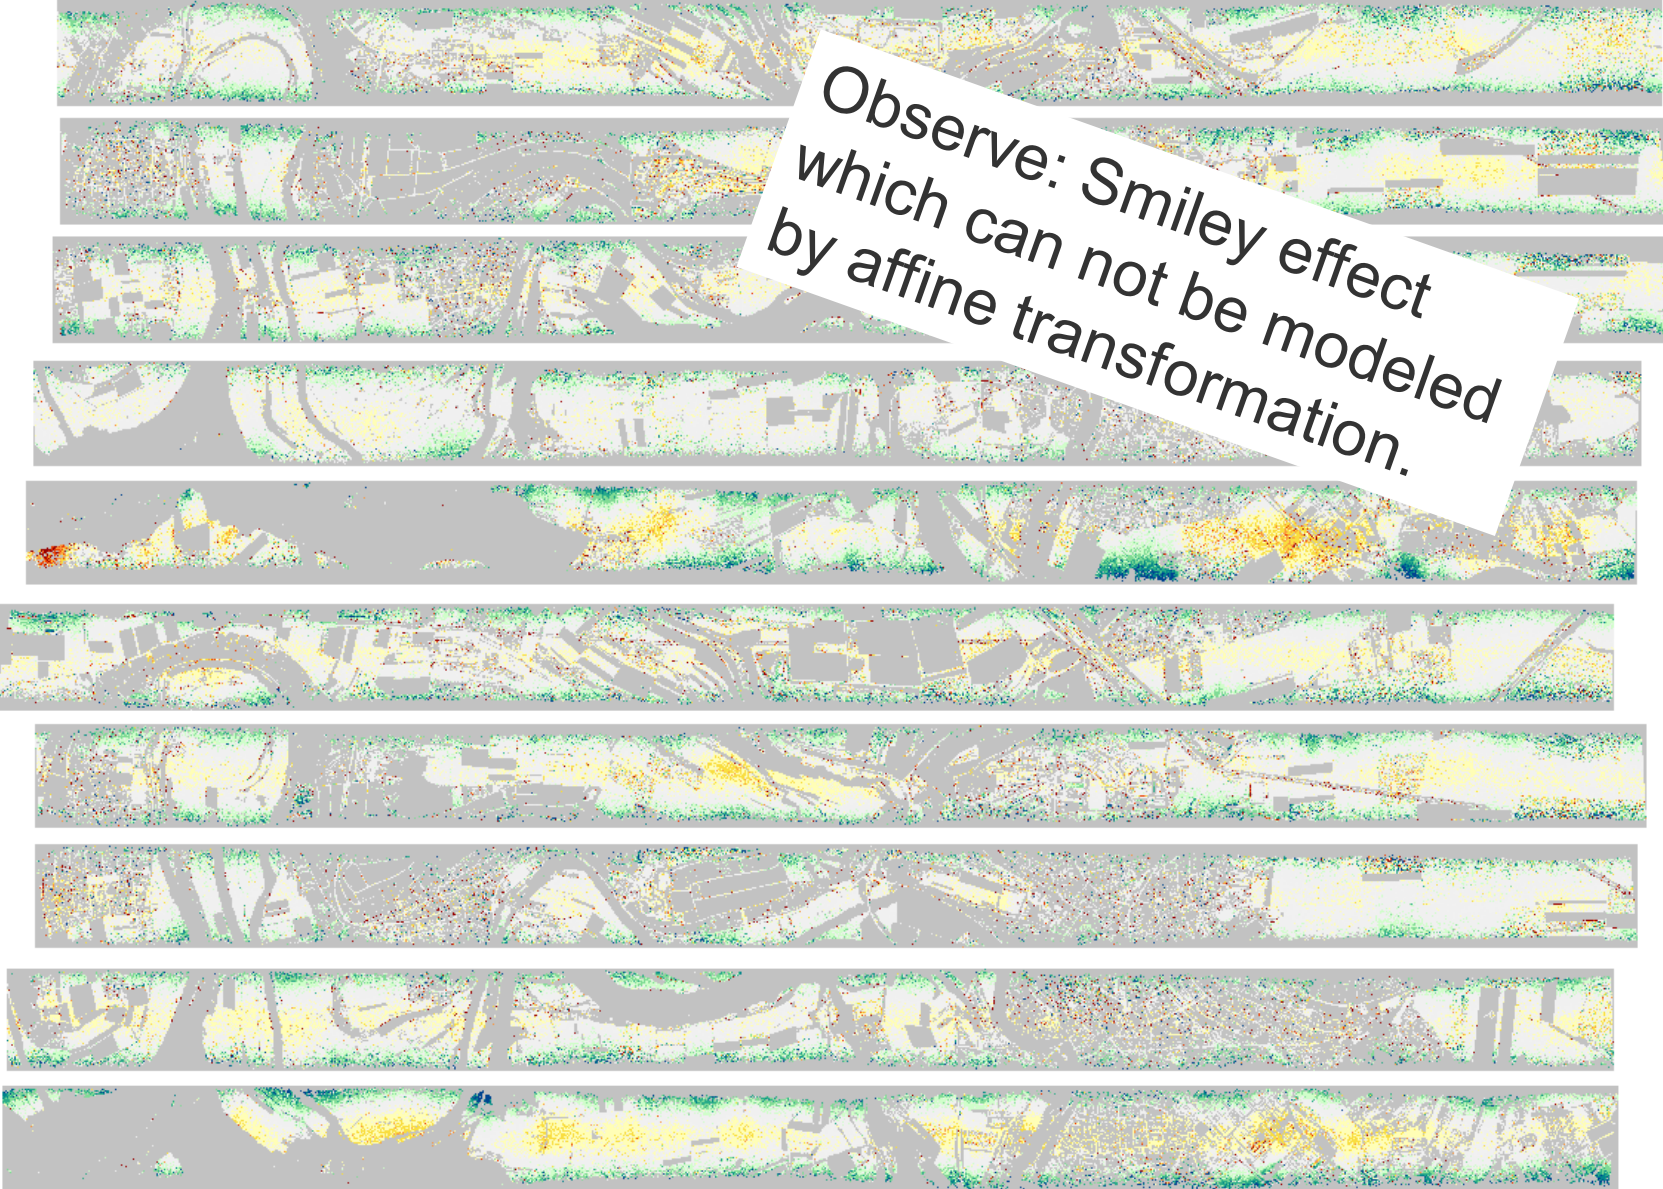 Observe: Smiley effect
which can not be modeled
by affine transformation.